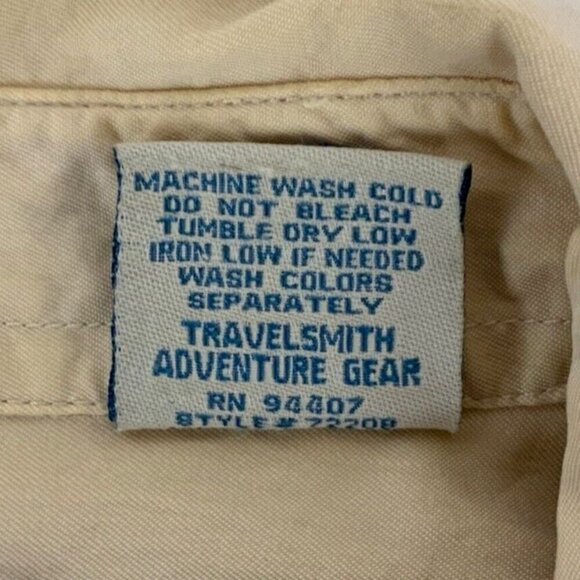 MACHINE WASH COLD
DO NOT BLEACH
TUMBLE DRY LOW
IRON LOW IF NEEDED
WASH COLORS
SEPARATELY
TRAVELSMITH
ADVENTURE GEAR
RN 94407
STYLE#